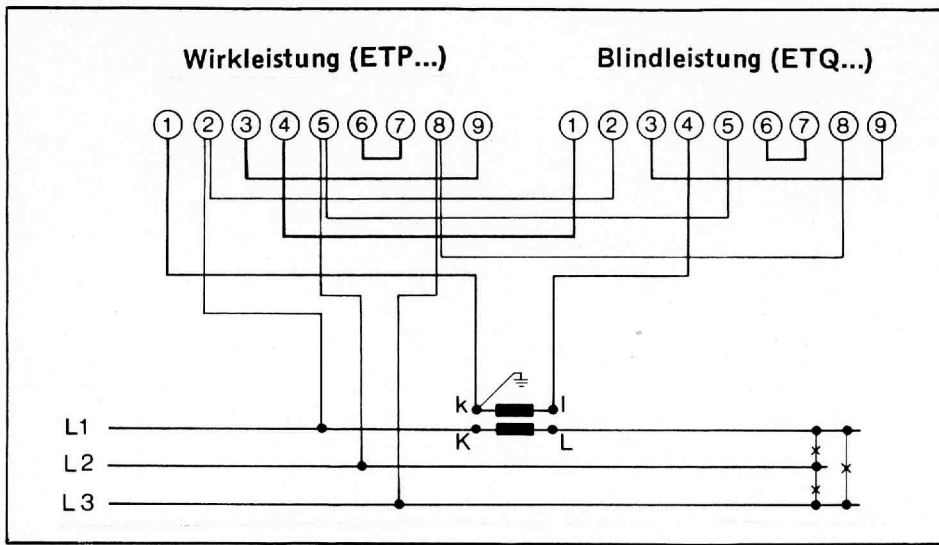 Wirkleistung (ETP...) Blindleistung (ETQ...)
1 2 3 4 5 6 7 8 9 1 2 3 4 5 6 7 8 9
k l
L1 K L
L2
L3